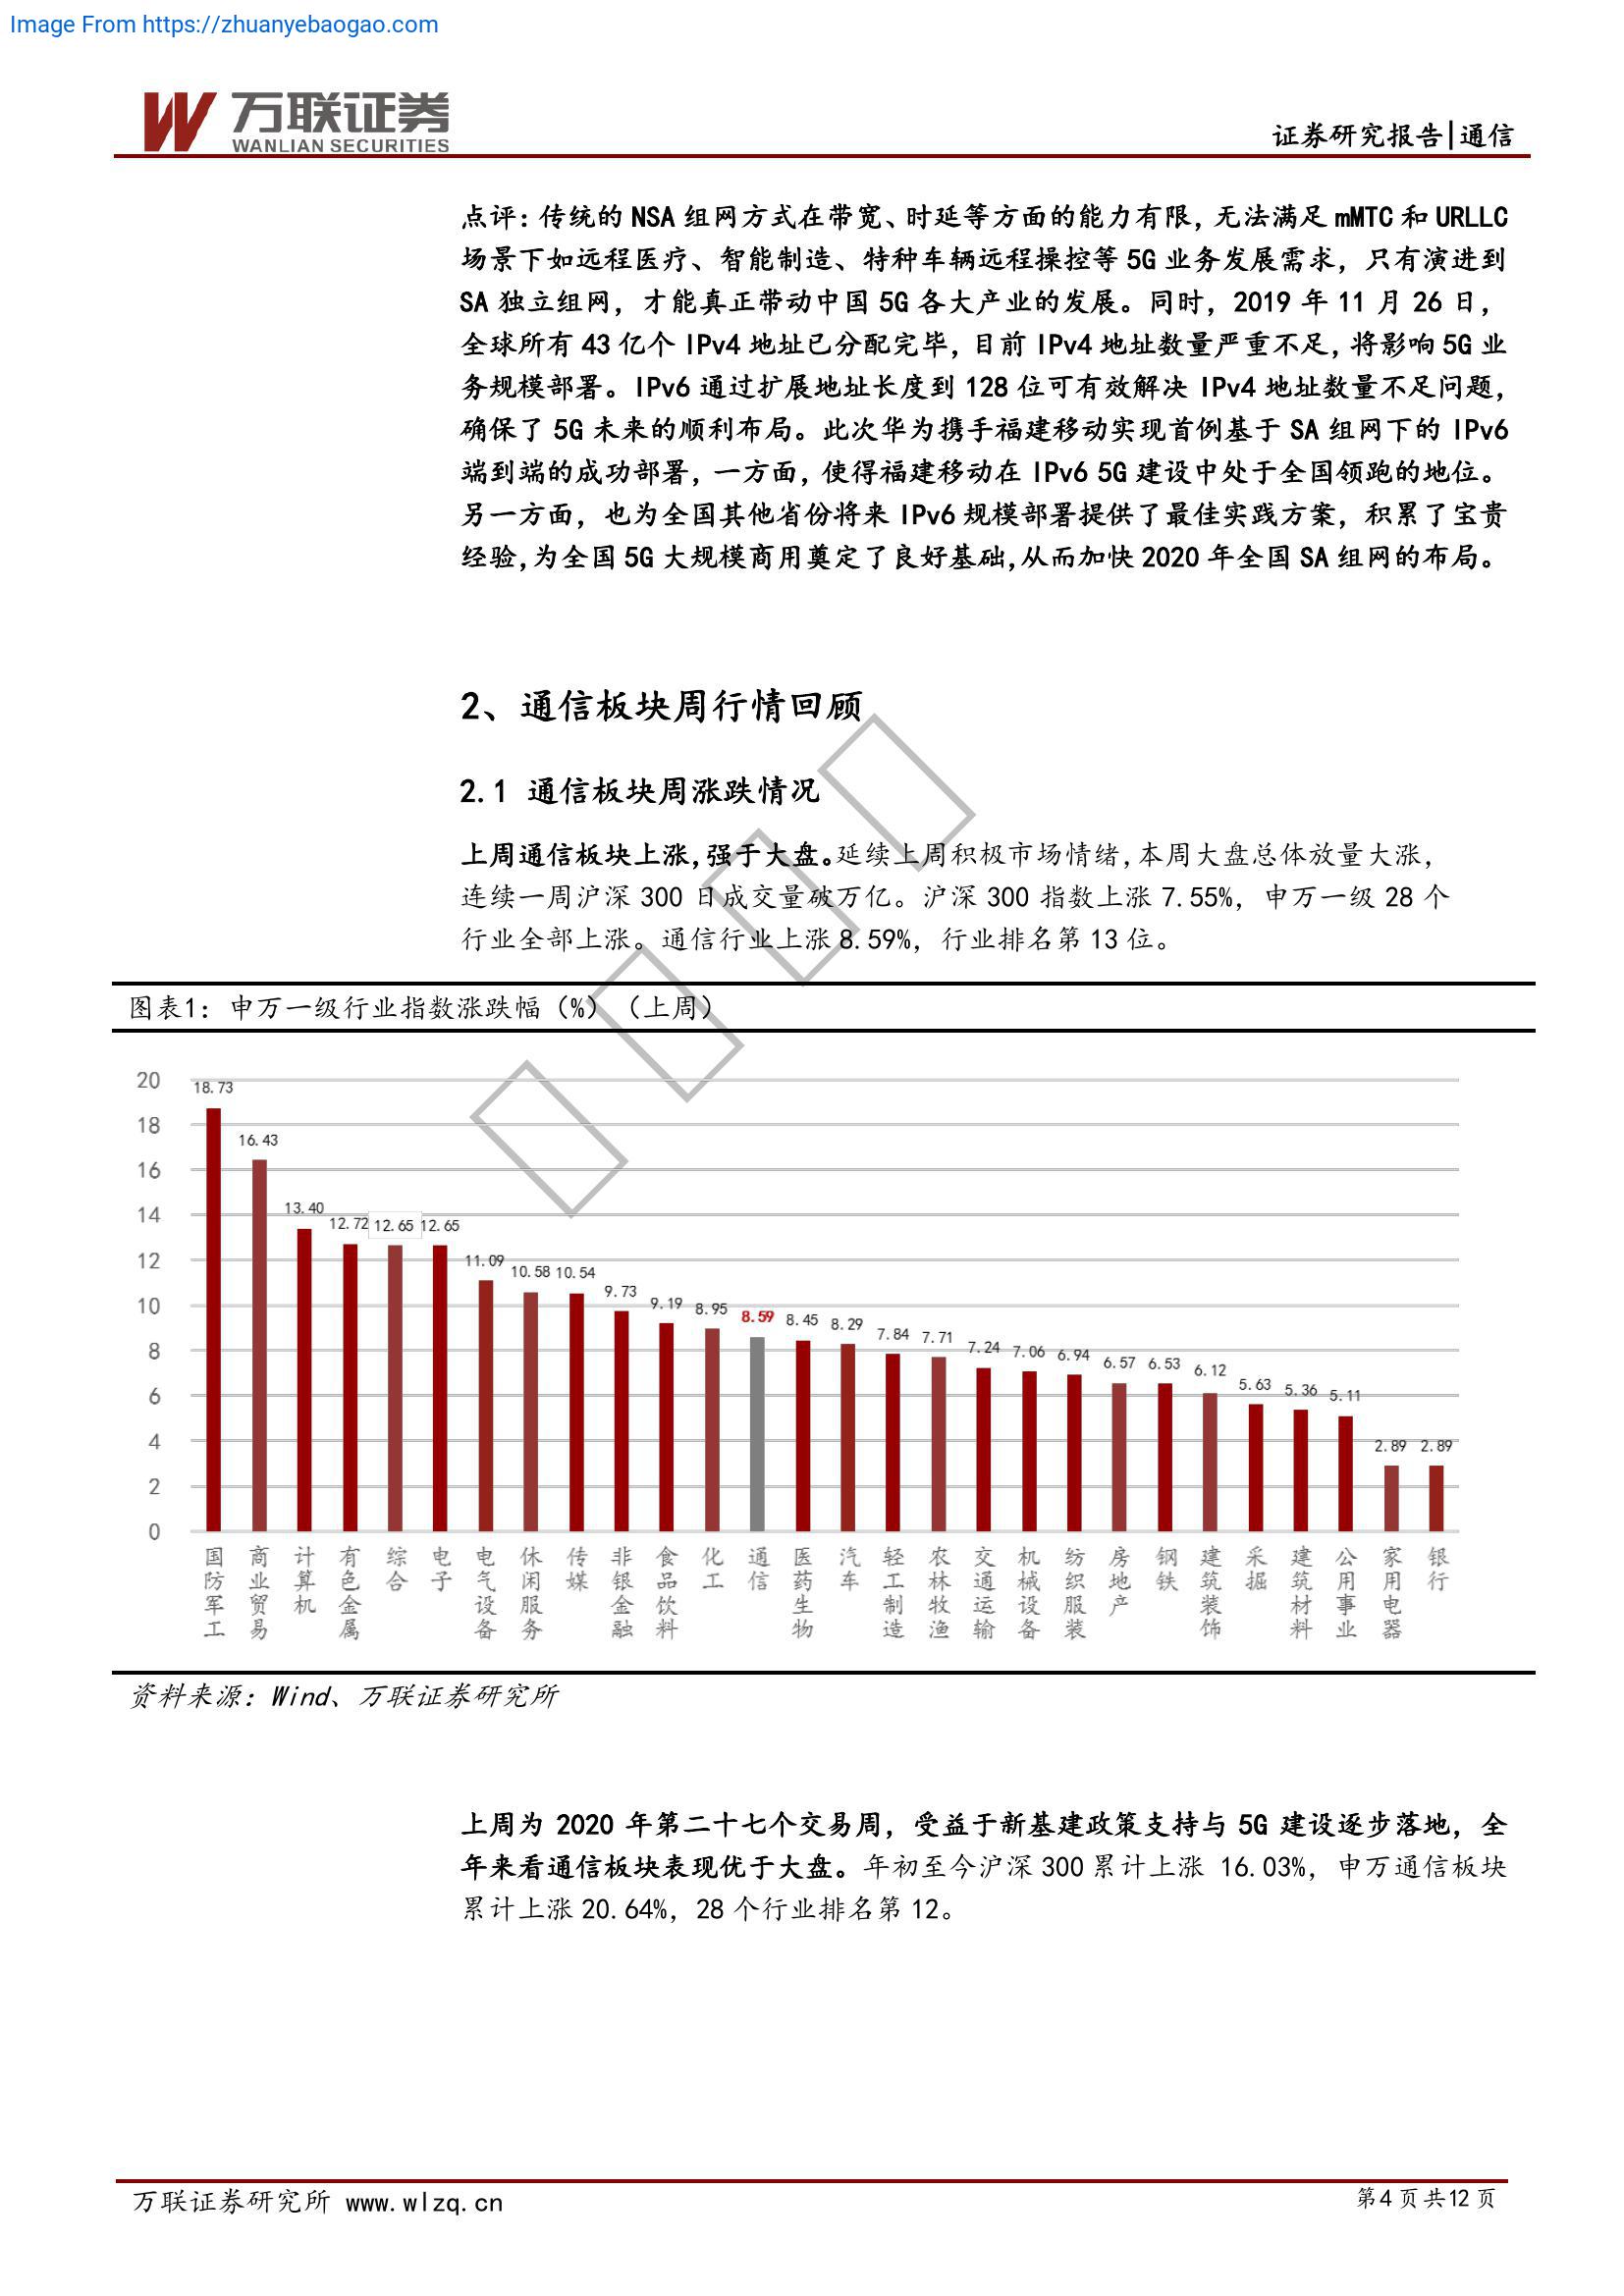 Image From https://zhuanyebaogao.com
万联证券
WANLIAN SECURITIES
证券研究报告|通信
点评：传统的 NSA 组网方式在带宽、时延等方面的能力有限，无法满足 mMTC 和 URLLC
场景下如远程医疗、智能制造、特种车辆远程操控等 5G 业务发展需求，只有演进到
SA 独立组网，才能真正带动中国 5G 各大产业的发展。同时，2019 年 11 月 26 日，
全球所有 43 亿个 IPv4 地址已分配完毕，目前 IPv4 地址数量严重不足，将影响 5G 业
务规模部署。IPv6 通过扩展地址长度到 128 位可有效解决 IPv4 地址数量不足问题，
确保了 5G 未来的顺利布局。此次华为携手福建移动实现首例基于 SA 组网下的 IPv6
端到端的成功部署，一方面，使得福建移动在 IPv6 5G 建设中处于全国领跑的地位。
另一方面，也为全国其他省份将来 IPv6 规模部署提供了最佳实践方案，积累了宝贵
经验，为全国 5G 大规模商用奠定了良好基础，从而加快 2020 年全国 SA 组网的布局。
2、通信板块周行情回顾
2.1 通信板块周涨跌情况
上周通信板块上涨，强于大盘。延续上周积极市场情绪，本周大盘总体放量大涨，
连续一周沪深 300 日成交量破万亿。沪深 300 指数上涨 7.55%，申万一级 28 个
行业全部上涨。通信行业上涨 8.59%，行业排名第 13 位。
图表1：申万一级行业指数涨跌幅（%）（上周）
20
18
16
14
12
10
8
6
4
2
0
18.73
16.43
13.40
12.72
12.65
12.65
11.09
10.58
10.54
9.73
9.19
8.95
8.59
8.45
8.29
7.84
7.71
7.24
7.06
6.94
6.57
6.53
6.12
5.63
5.36
5.11
2.89
2.89
国防军工
商业贸易
计算机
有色金属
综合
电子
电气设备
休闲服务
传媒
非银金融
食品饮料
化工
通信
医药生物
汽车
轻工制造
农林牧渔
交通运输
机械设备
纺织服装
房地产
钢铁
建筑装饰
采掘
建筑材料
公用事业
家用电器
银行
资料来源：Wind、万联证券研究所
上周为 2020 年第二十七个交易周，受益于新基建政策支持与 5G 建设逐步落地，全
年来看通信板块表现优于大盘。年初至今沪深 300 累计上涨 16.03%，申万通信板块
累计上涨 20.64%，28 个行业排名第 12。
万联证券研究所 www.wlzq.cn
第4 页 共12 页